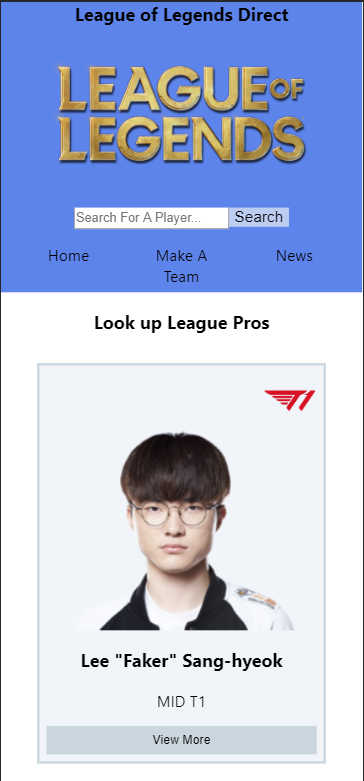 League of Legends Direct
LEAGUE OF
LEGENDS
Search For A Player... Search
Home Make A Team News
Look up League Pros
T1
Lee "Faker" Sang-hyeok
MID T1
View More